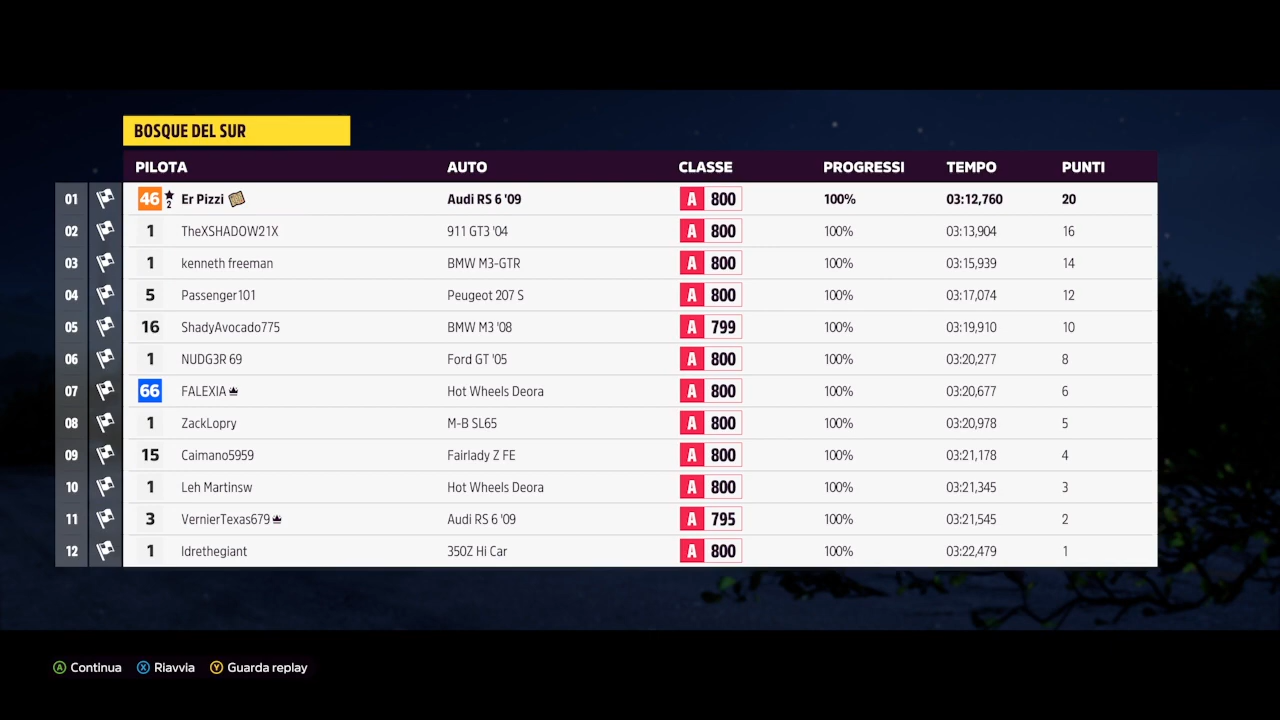 BOSQUE DEL SUR
PILOTA AUTO CLASSE PROGRESSI TEMPO PUNTI
01 46 2 Er Pizzi Audi RS 6 '09 A 800 100% 03:12,760 20
02 1 TheXSHADOW21X 911 GT3 '04 A 800 100% 03:13,904 16
03 1 kenneth freeman BMW M3-GTR A 800 100% 03:15,939 14
04 5 Passenger101 Peugeot 207 S A 800 100% 03:17,074 12
05 16 ShadyAvocado775 BMW M3 '08 A 799 100% 03:19,910 10
06 1 NUDG3R 69 Ford GT '05 A 800 100% 03:20,277 8
07 66 FALEXIA Hot Wheels Deora A 800 100% 03:20,677 6
08 1 ZackLopry M-B SL65 A 800 100% 03:20,978 5
09 15 Caimano5959 Fairlady Z FE A 800 100% 03:21,178 4
10 1 Leh Martinsw Hot Wheels Deora A 800 100% 03:21,345 3
11 3 VernierTexas679 Audi RS 6 '09 A 795 100% 03:21,545 2
12 1 Idrethegiant 350Z Hi Car A 800 100% 03:22,479 1
A Continua X Riavvia Y Guarda replay